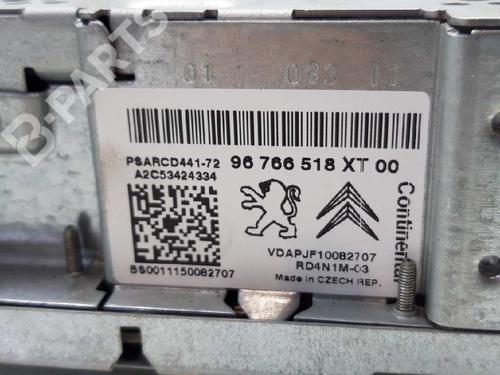 01 083 11
PSARCD441-72 96 766 518 XT 00
A2C53424334
VDAPJF10082707
RD4N1M-03
BS0011150082707
Made in CZECH REP.
B-PARTS